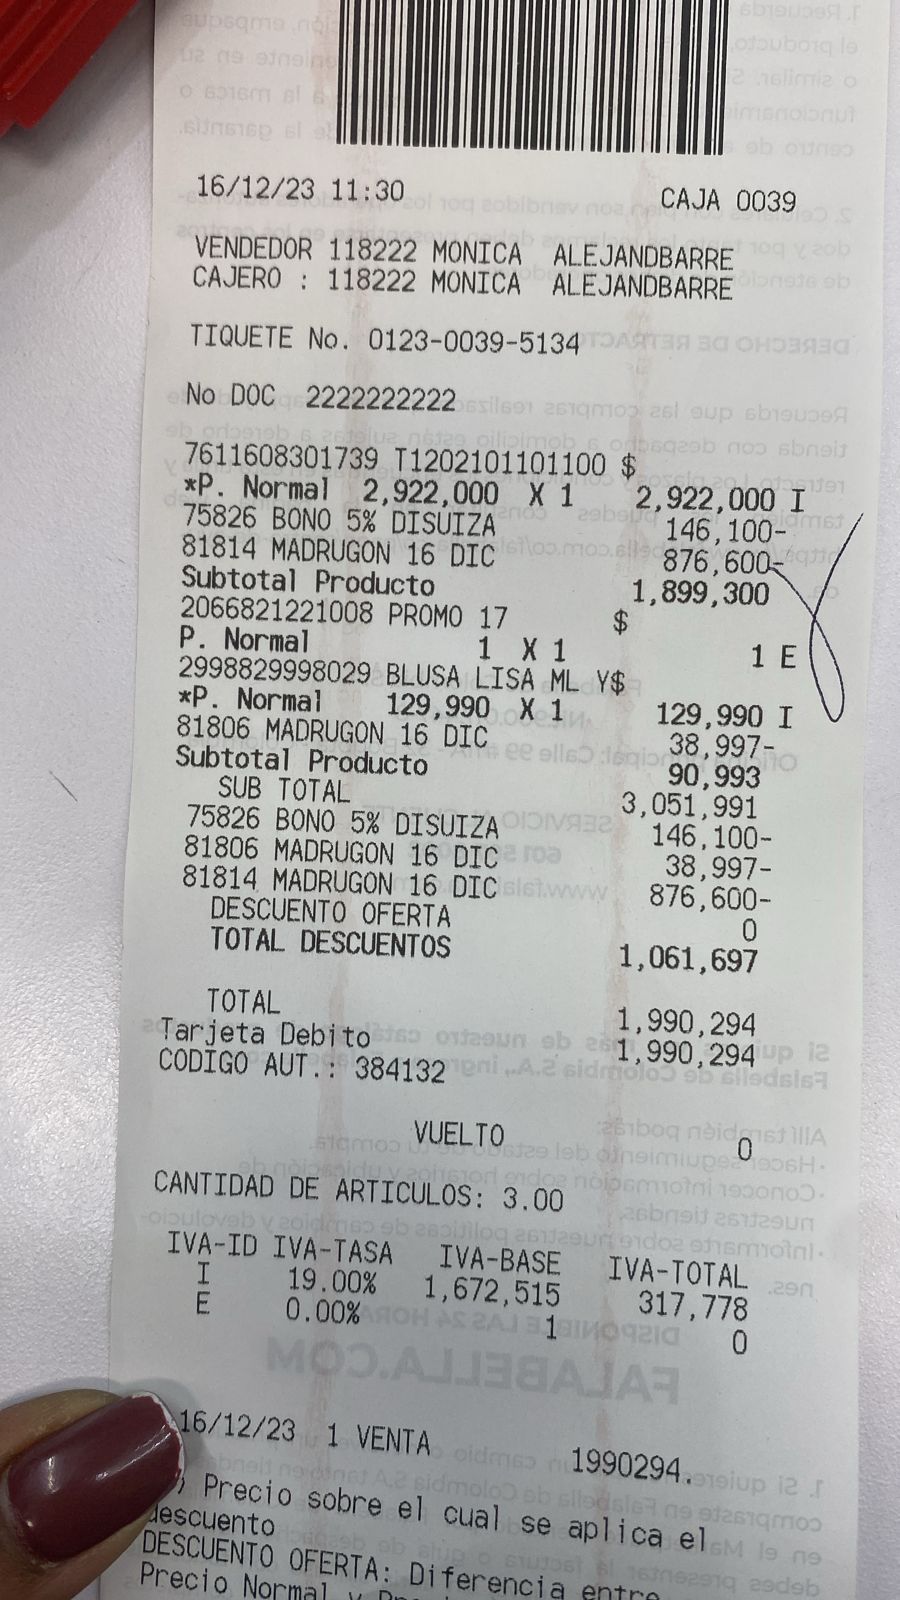 16/12/23 11:30 CAJA 0039
VENDEDOR 118222 MONICA ALEJANDBARRE
CAJERO : 118222 MONICA ALEJANDBARRE
TIQUETE No. 0123-0039-5134
No DOC 2222222222
7611608301739 T1202101101100 $
*P. Normal 2,922,000 X 1 2,922,000 I
75826 BONO 5% DISUIZA 146,100-
81814 MADRUGON 16 DIC 876,600-
Subtotal Producto 1,899,300
2066821221008 PROMO 17 $
P. Normal 1 X 1 1 E
2998829998029 BLUSA LISA ML Y$
*P. Normal 129,990 X 1 129,990 I
81806 MADRUGON 16 DIC 38,997-
Subtotal Producto 90,993
SUB TOTAL 3,051,991
75826 BONO 5% DISUIZA 146,100-
81806 MADRUGON 16 DIC 38,997-
81814 MADRUGON 16 DIC 876,600-
DESCUENTO OFERTA 0
TOTAL DESCUENTOS 1,061,697
TOTAL 1,990,294
Tarjeta Debito 1,990,294
CODIGO AUT.: 384132
VUELTO 0
CANTIDAD DE ARTICULOS: 3.00
IVA-ID IVA-TASA IVA-BASE IVA-TOTAL
I 19.00% 1,672,515 317,778
E 0.00% 1 0
16/12/23 1 VENTA 1990294.
) Precio sobre el cual se aplica el
descuento
DESCUENTO OFERTA: Diferencia entre
Precio Normal y